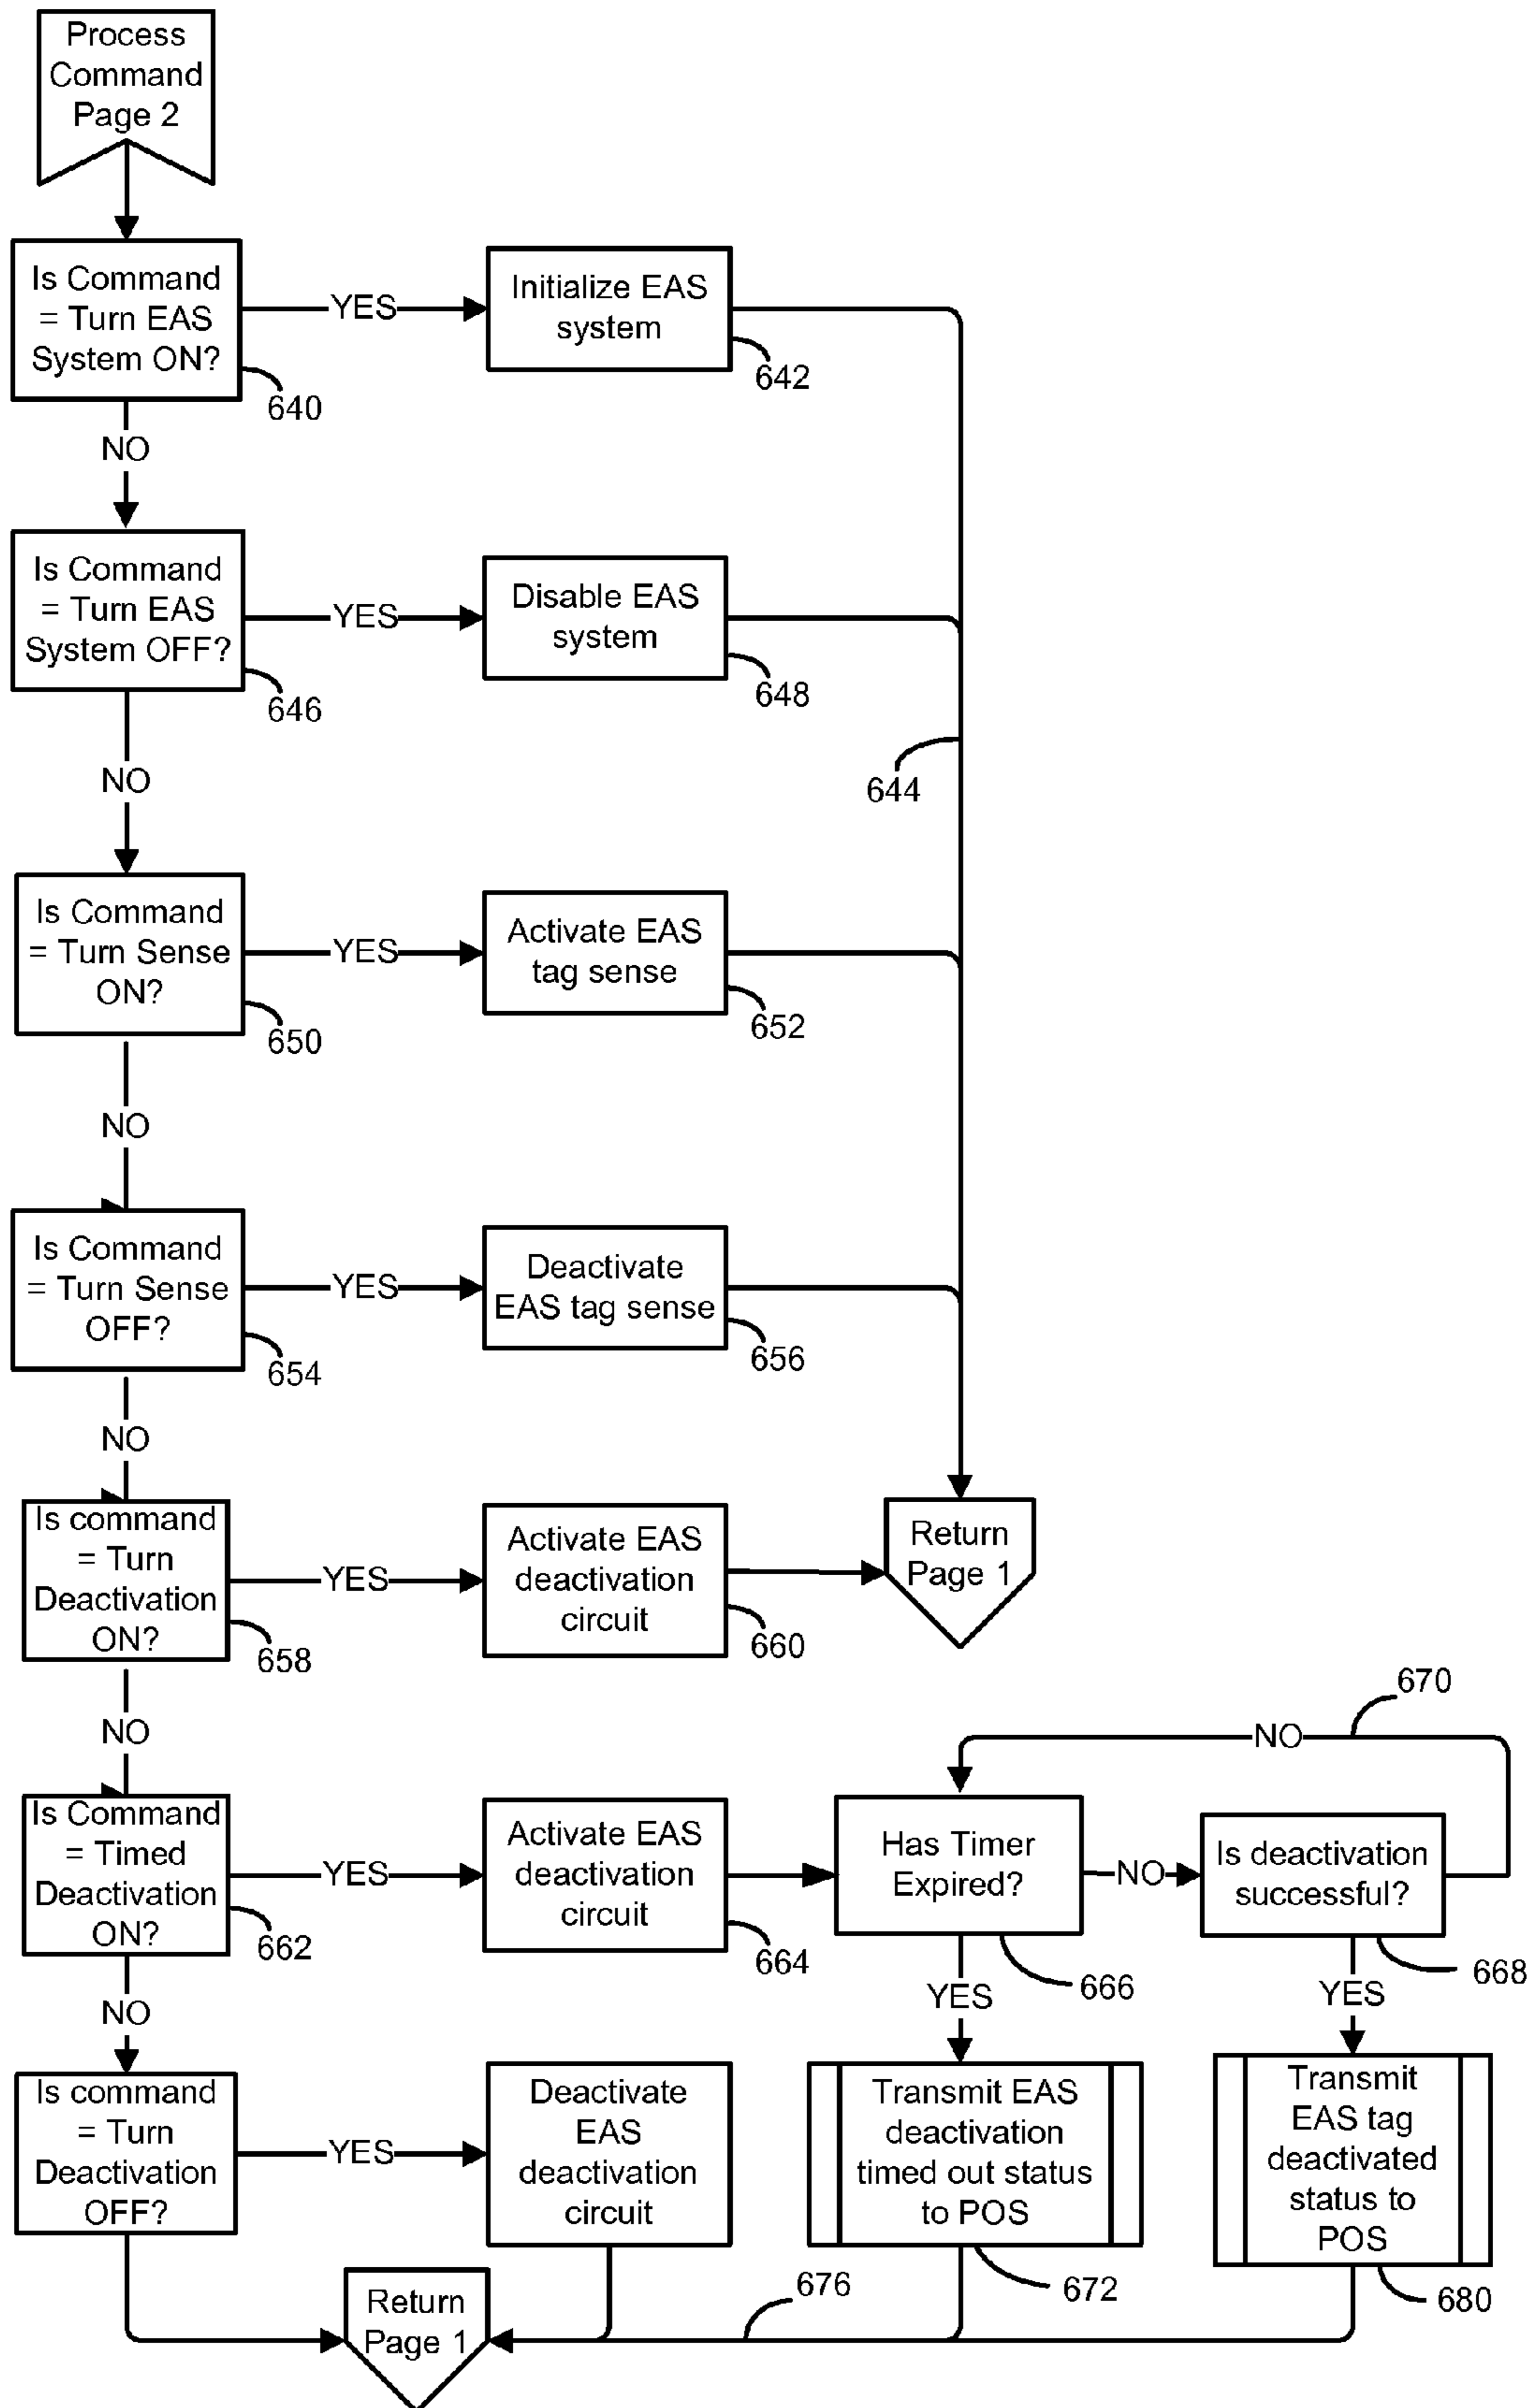 Process
Command
Page 2
Is Command
= Turn EAS
System ON?
640
YES
Initialize EAS
system
642
NO
Is Command
= Turn EAS
System OFF?
646
YES
Disable EAS
system
648
644
NO
Is Command
= Turn Sense
ON?
650
YES
Activate EAS
tag sense
652
NO
Is Command
= Turn Sense
OFF?
654
YES
Deactivate
EAS tag sense
656
NO
Is command
= Turn
Deactivation
ON?
658
YES
Activate EAS
deactivation
circuit
660
Return
Page 1
NO
Is Command
= Timed
Deactivation
ON?
662
YES
Activate EAS
deactivation
circuit
664
Has Timer
Expired?
666
NO
Is deactivation
successful?
668
NO
670
YES
YES
NO
Is command
= Turn
Deactivation
OFF?
YES
Deactivate
EAS
deactivation
circuit
Transmit EAS
deactivation
timed out status
to POS
672
Transmit
EAS tag
deactivated
status to
POS
680
676
Return
Page 1